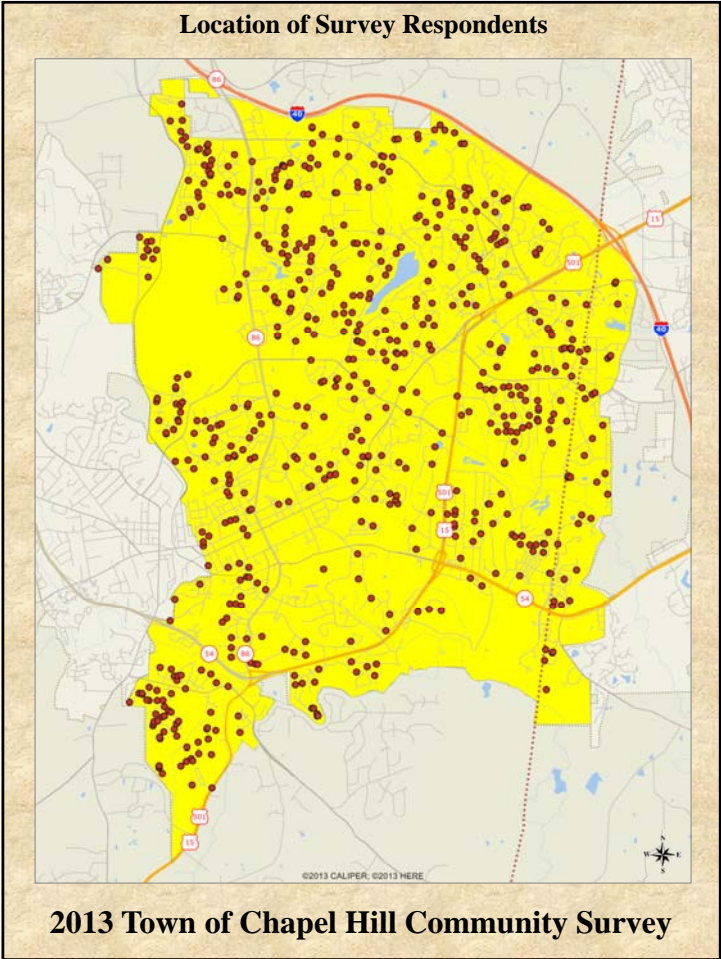 Location of Survey Respondents
86
40
15
501
40
86
501
15
54
54 86
501
15
N
W E
S
©2013 CALIPER; ©2013 HERE
2013 Town of Chapel Hill Community Survey